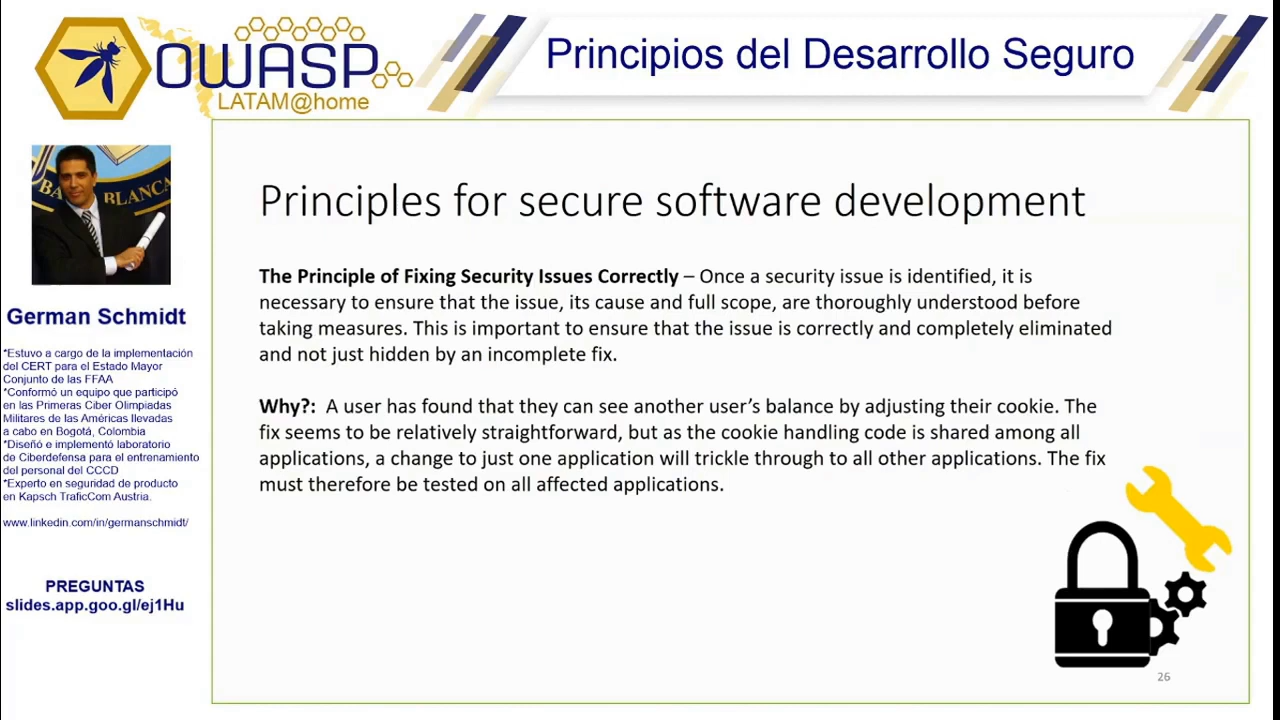 OWASP
LATAM@home
Principios del Desarrollo Seguro
BA BLANCA
German Schmidt
*Estuvo a cargo de la implementación
del CERT para el Estado Mayor
Conjunto de las FFAA
*Conformó un equipo que participó
en las Primeras Ciber Olimpiadas
Militares de las Américas llevadas
a cabo en Bogotá, Colombia
*Diseño e implementó laboratorio
de Ciberdefensa para el entrenamiento
del personal del CCCD
*Experto en seguridad de producto
en Kapsch TraficCom Austria.
www.linkedin.com/in/germanschmidt/
PREGUNTAS
slides.app.goo.gl/ej1Hu
Principles for secure software development
The Principle of Fixing Security Issues Correctly – Once a security issue is identified, it is
necessary to ensure that the issue, its cause and full scope, are thoroughly understood before
taking measures. This is important to ensure that the issue is correctly and completely eliminated
and not just hidden by an incomplete fix.
Why?: A user has found that they can see another user’s balance by adjusting their cookie. The
fix seems to be relatively straightforward, but as the cookie handling code is shared among all
applications, a change to just one application will trickle through to all other applications. The fix
must therefore be tested on all affected applications.
26